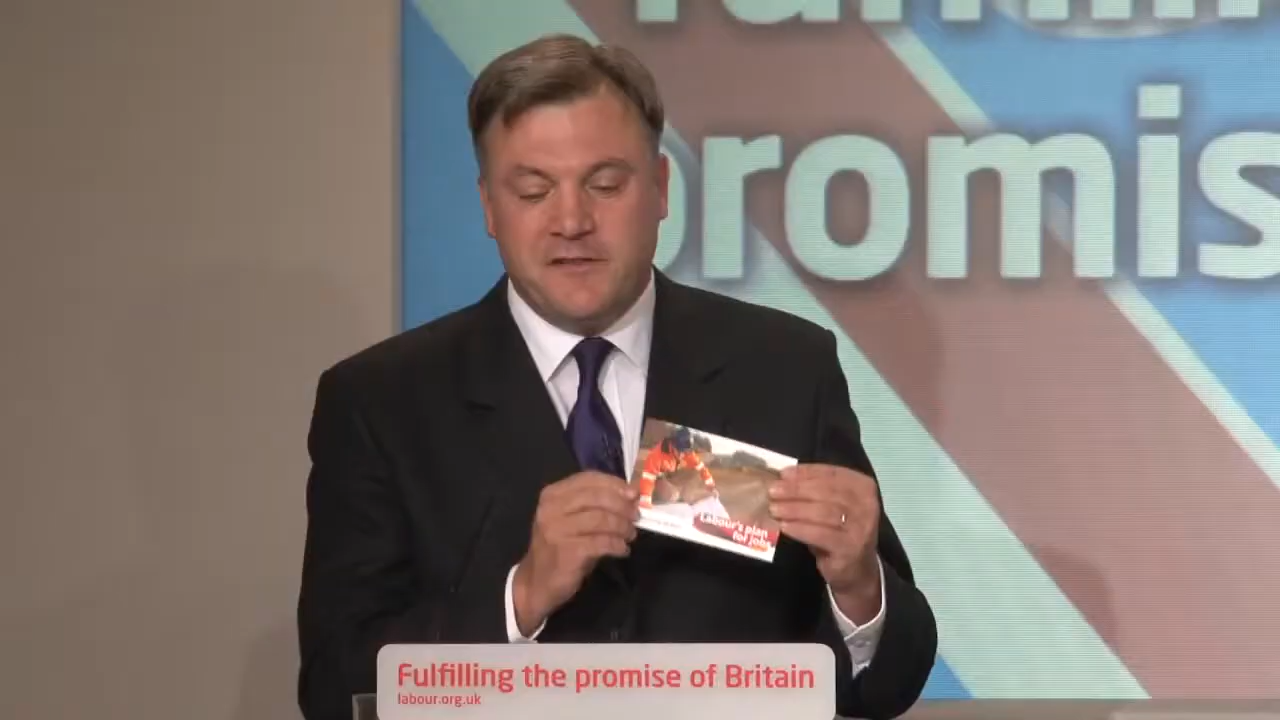 promis
Labour's plan
for jobs
Fulfilling the promise of Britain
labour.org.uk